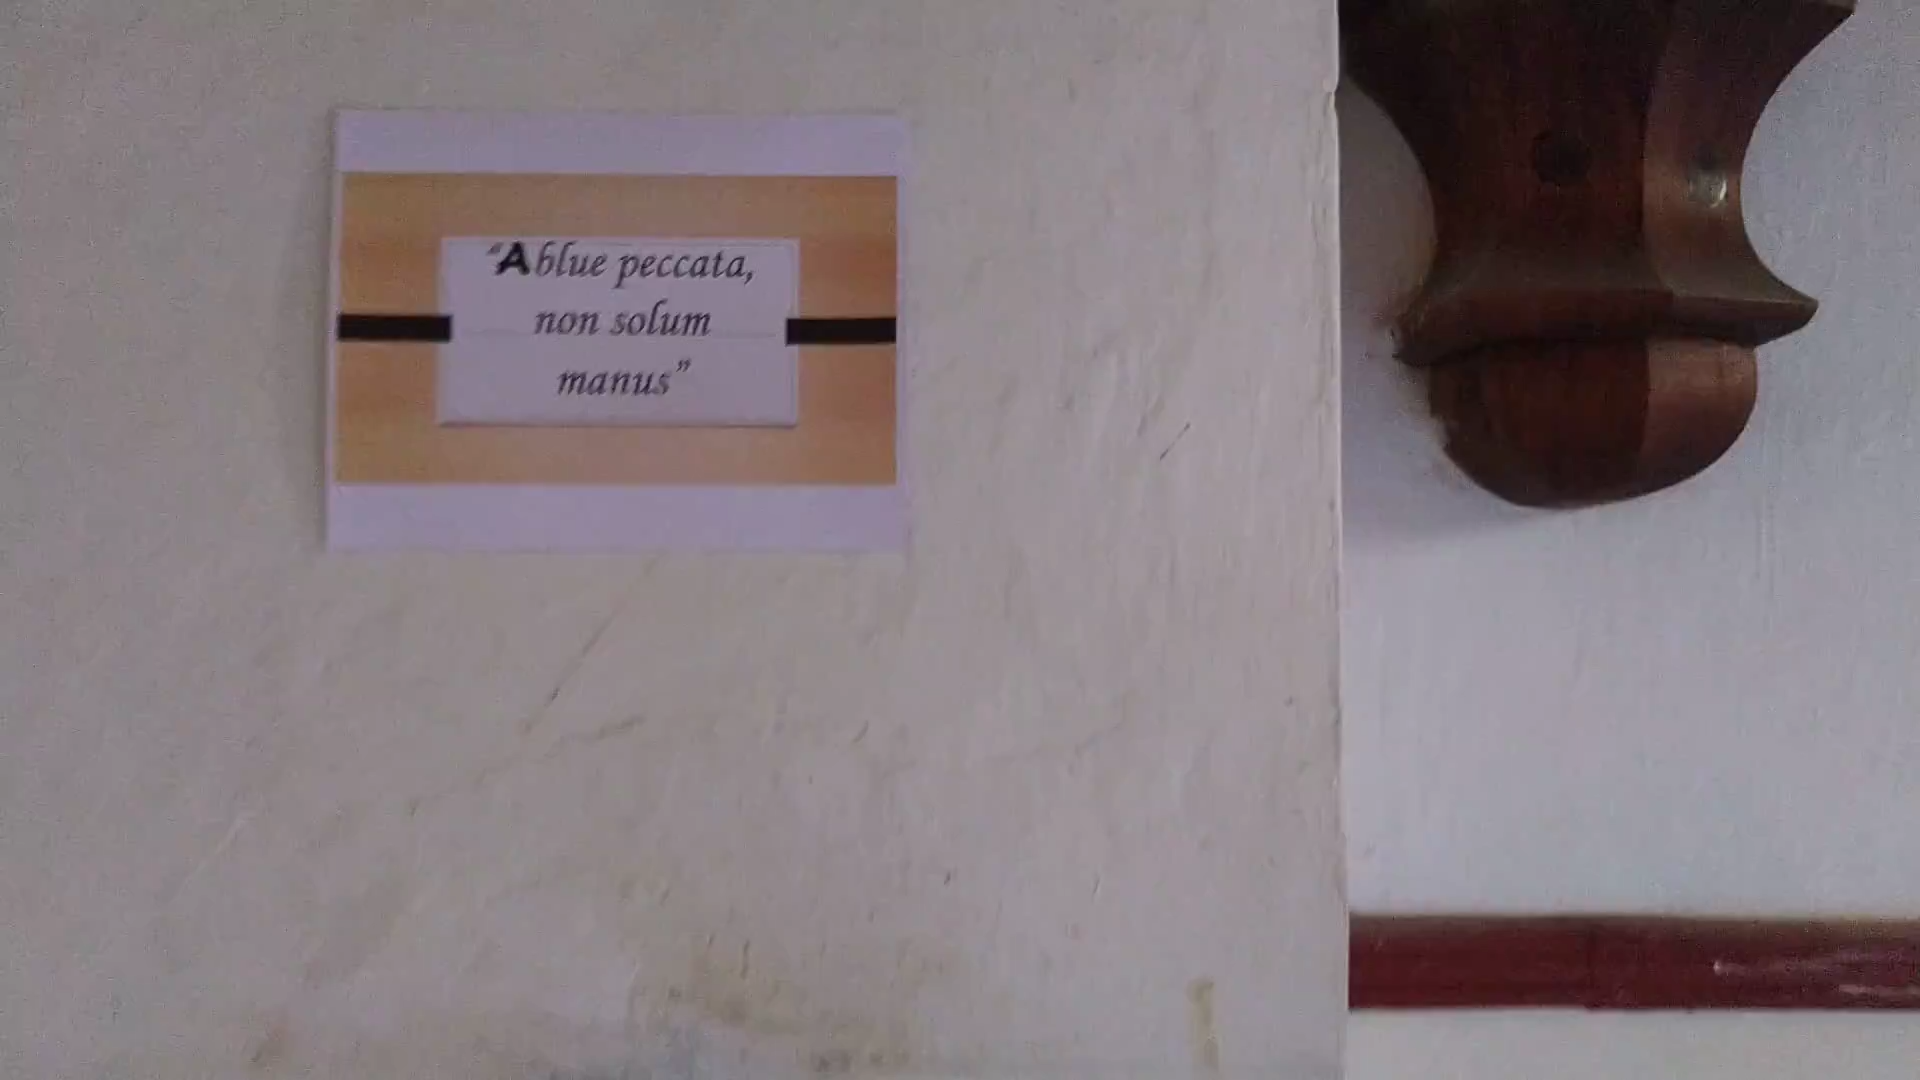 “Ablue peccata,
non solum
manus”